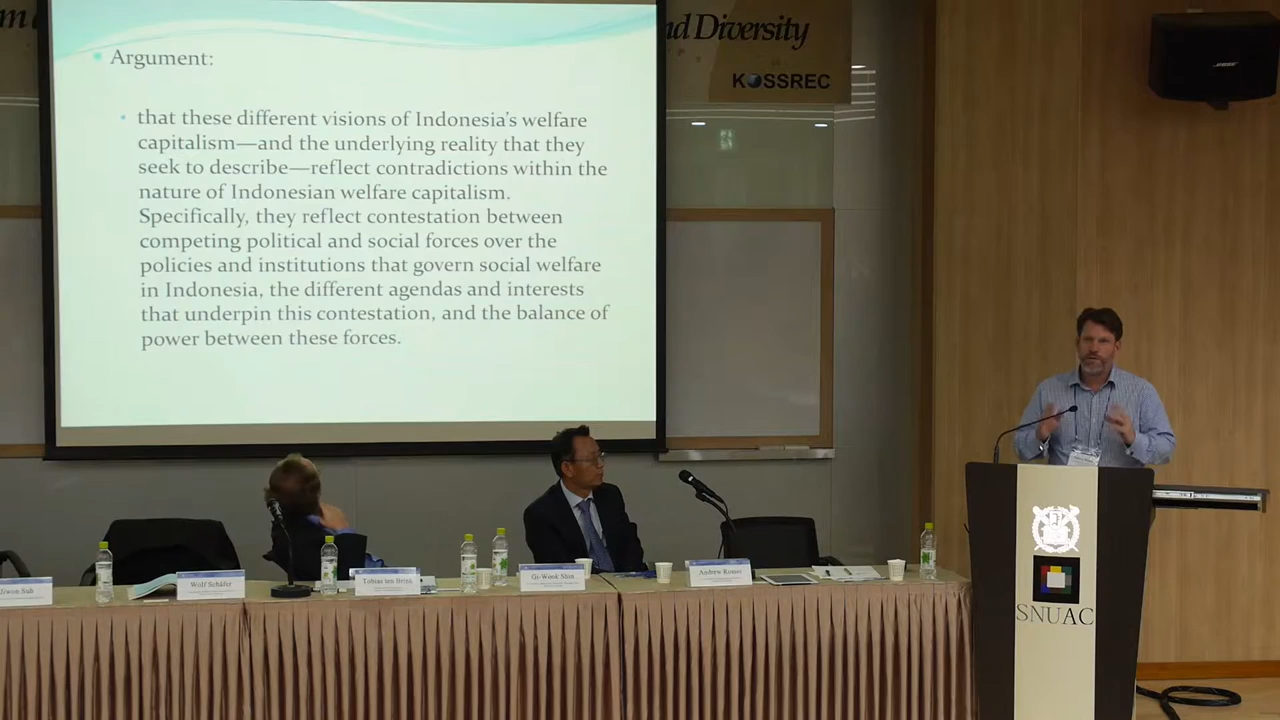 nd Diversity
KOSSREC
BOSE
Argument:
that these different visions of Indonesia's welfare
capitalism—and the underlying reality that they
seek to describe—reflect contradictions within the
nature of Indonesian welfare capitalism.
Specifically, they reflect contestation between
competing political and social forces over the
policies and institutions that govern social welfare
in Indonesia, the different agendas and interests
that underpin this contestation, and the balance of
power between these forces.
Jiwon Suh
Wolf Schäfer
Tobias ten Brink
Gi-Wook Shin
Andrew Rosser
SNUAC